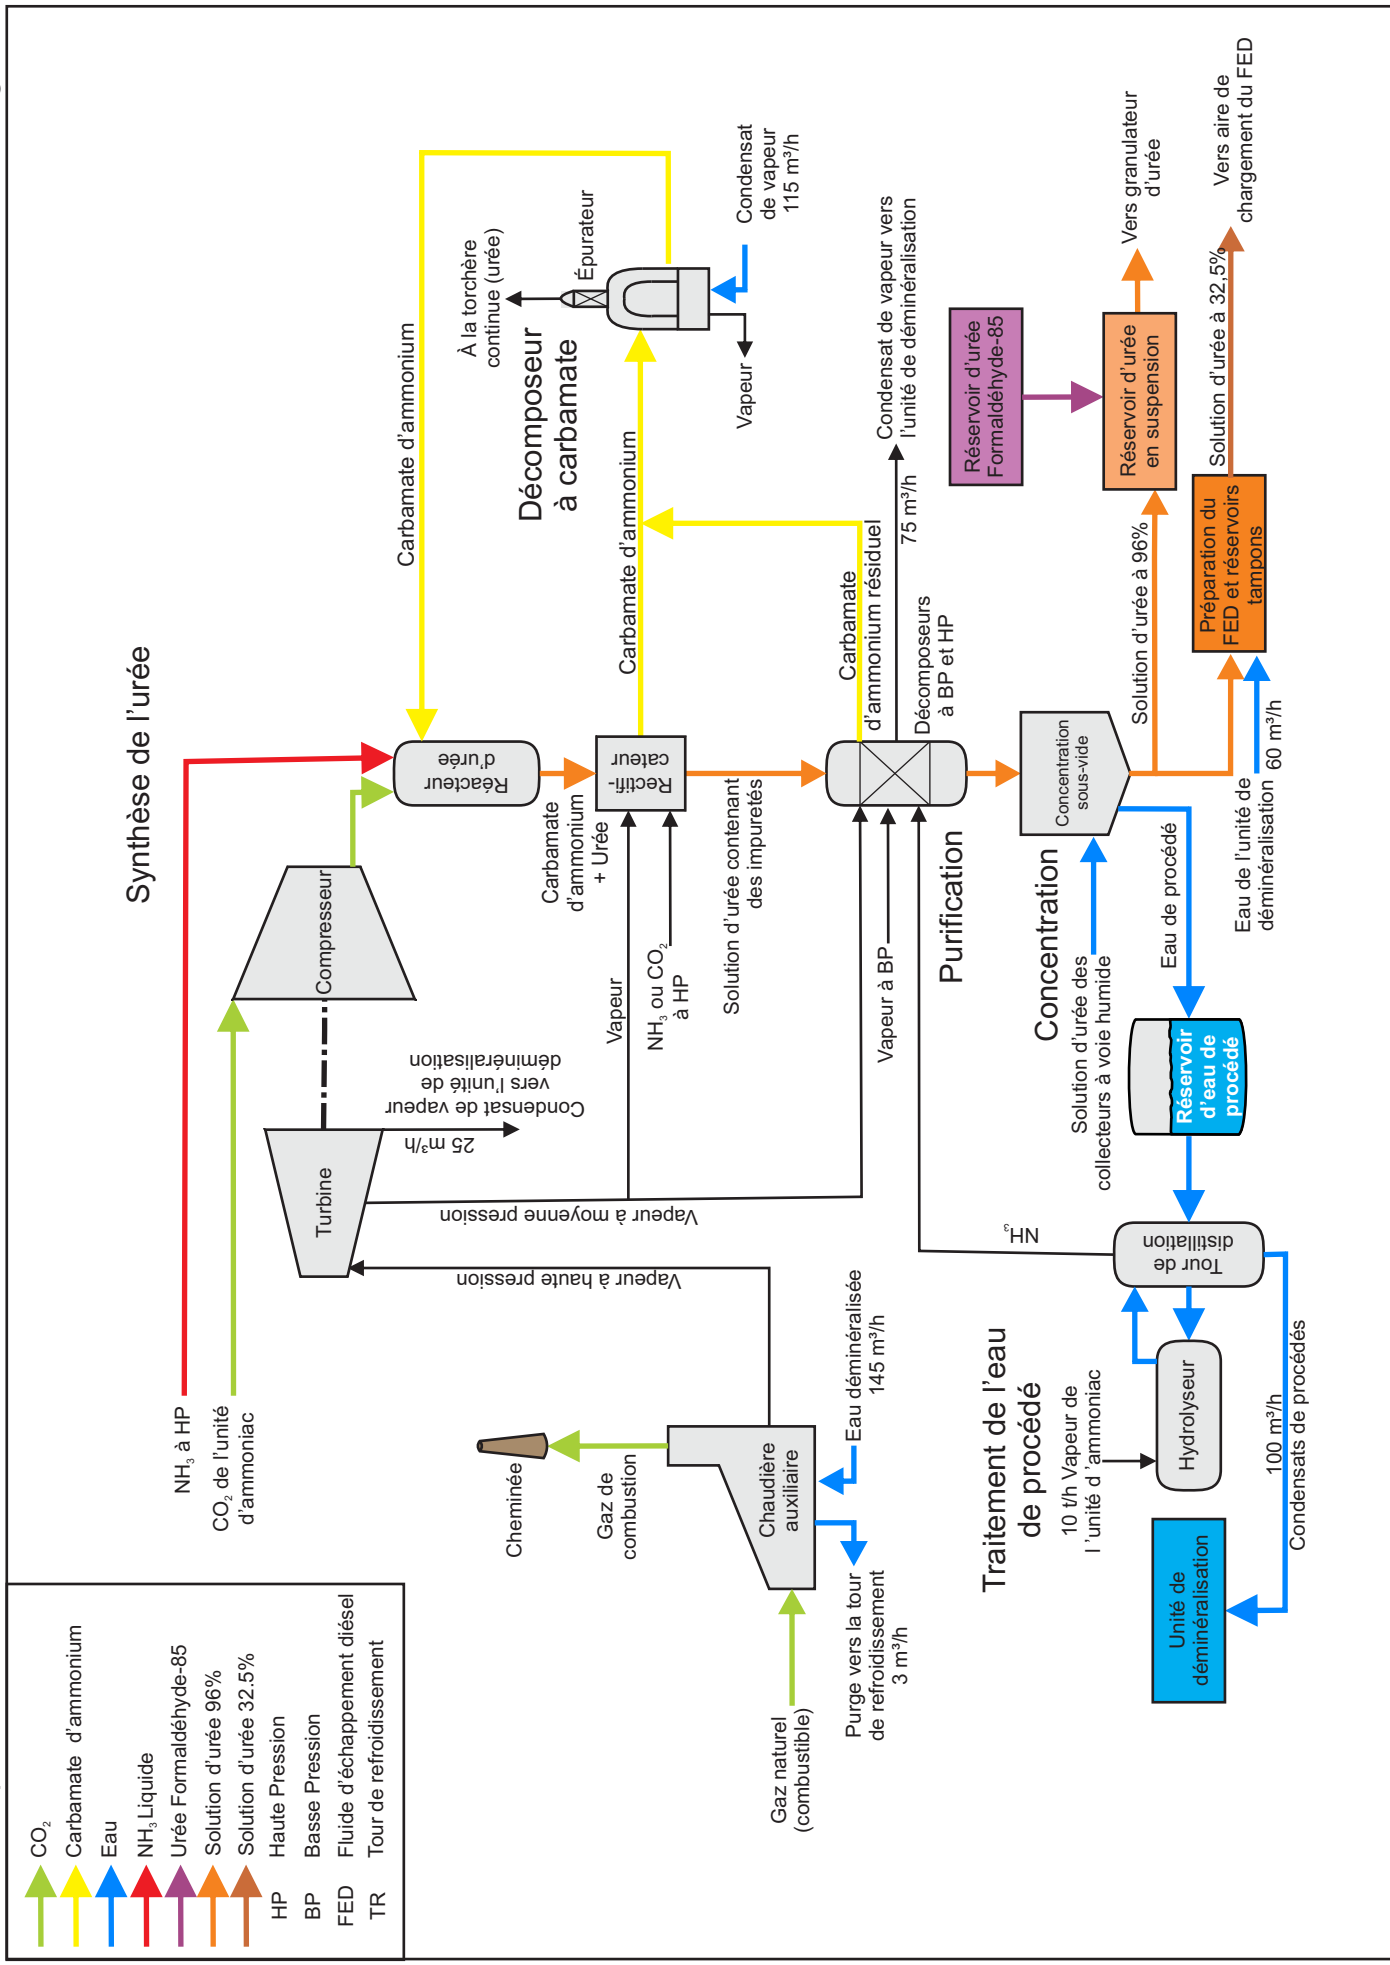 CO₂
Carbamate d'ammonium
Eau
NH₃ Liquide
Urée Formaldéhyde-85
Solution d'urée 96%
Solution d'urée 32.5%
HP Haute Pression
BP Basse Pression
FED Fluide d'échappement diésel
TR Tour de refroidissement
Synthèse de l'urée
NH₃ à HP
CO₂ de l'unité
d'ammoniac
Turbine
Compresseur
25 m³/h
Condensat de vapeur
vers l'unité de
déminéralisation
Réacteur
d'urée
Carbamate d'ammonium
Cheminée
Gaz de
combustion
Chaudière
auxiliaire
Gaz naturel
(combustible)
Purge vers la tour
de refroidissement
3 m³/h
Eau déminéralisée
145 m³/h
Vapeur à haute pression
Vapeur à moyenne pression
Carbamate
d'ammonium
+ Urée
Vapeur
NH₃ ou CO₂
à HP
Rectifi-
cateur
Carbamate d'ammonium
Solution d'urée contenant
des impuretés
À la torchère
continue (urée)
Épurateur
Décomposeur
à carbamate
Vapeur
Condensat
de vapeur
115 m³/h
Carbamate
d'ammonium résiduel
75 m³/h
Condensat de vapeur vers
l'unité de déminéralisation
Vapeur à BP
Décomposeurs
à BP et HP
Purification
NH₃
Concentration
Concentration
sous-vide
Solution d'urée des
collecteurs à voie humide
Eau de procédé
Réservoir
d'eau de
procédé
Tour de
distillation
Traitement de l'eau
de procédé
10 t/h Vapeur de
l 'unité d 'ammoniac
Hydrolyseur
Unité de
déminéralisation
100 m³/h
Condensats de procédés
Réservoir d'urée
Formaldéhyde-85
Réservoir d'urée
en suspension
Vers granulateur
d'urée
Solution d'urée à 96%
Préparation du
FED et réservoirs
tampons
Solution d'urée à 32,5%
Vers aire de
chargement du FED
Eau de l'unité de
déminéralisation 60 m³/h